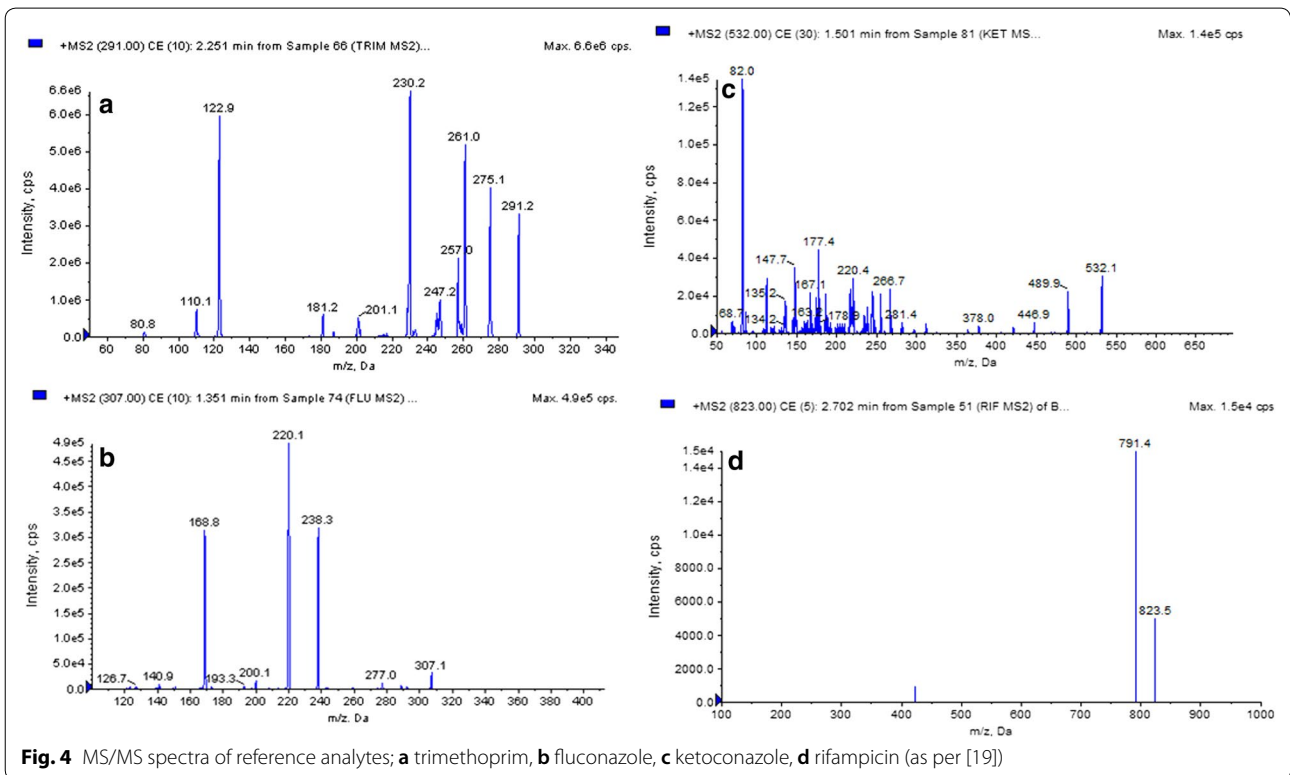 +MS2 (291.00) CE (10): 2.251 min from Sample 66 (TRIM MS2)... Max. 6.6e6 cps.
a
6.6e6
6.0e6
5.0e6
4.0e6
3.0e6
2.0e6
1.0e6
0.0
Intensity, cps
80.8
110.1
122.9
181.2
201.1
230.2
247.2
257.0
261.0
275.1
291.2
60 80 100 120 140 160 180 200 220 240 260 280 300 320 340
m/z, Da
+MS2 (532.00) CE (30): 1.501 min from Sample 81 (KET MS... Max. 1.4e5 cps
c
1.4e5
1.2e5
1.0e5
8.0e4
6.0e4
4.0e4
2.0e4
0.0
Intensity, cps
68.7
82.0
134.2
135.2
147.7
163.2
167.1
177.4
178.9
220.4
266.7
281.4
378.0
446.9
489.9
532.1
50 100 150 200 250 300 350 400 450 500 550 600 650
m/z, Da
+MS2 (307.00) CE (10): 1.351 min from Sample 74 (FLU MS2) ... Max. 4.9e5 cps.
b
4.9e5
4.5e5
4.0e5
3.5e5
3.0e5
2.5e5
2.0e5
1.5e5
1.0e5
5.0e4
0.0
Intensity, cps
126.7
140.9
168.8
193.3
200.1
220.1
238.3
277.0
307.1
120 140 160 180 200 220 240 260 280 300 320 340 360 380 400
m/z, Da
+MS2 (823.00) CE (5): 2.702 min from Sample 51 (RIF MS2) of B... Max. 1.5e4 cps
d
1.5e4
1.4e4
1.2e4
1.0e4
8000.0
6000.0
4000.0
2000.0
0.0
Intensity, cps
791.4
823.5
100 200 300 400 500 600 700 800 900 1000
m/z, Da
Fig. 4 MS/MS spectra of reference analytes; a trimethoprim, b fluconazole, c ketoconazole, d rifampicin (as per [19])